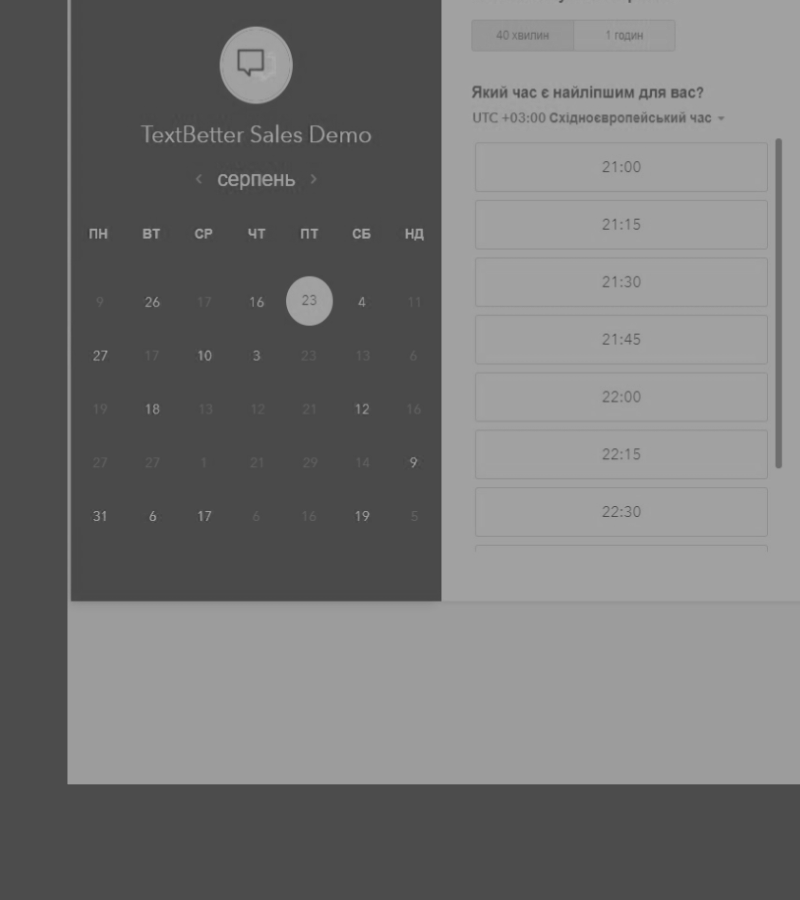 40 хвилин 1 годин
Який час є найліпшим для вас?
UTC +03:00 Східноєвропейський час
TextBetter Sales Demo
< серпень >
ПН ВТ СР ЧТ ПТ СБ НД
9 26 17 16 23 4 11
27 17 10 3 23 13 6
19 18 13 12 21 12 16
27 27 1 21 29 14 9
31 6 17 6 16 19 5
21:00
21:15
21:30
21:45
22:00
22:15
22:30